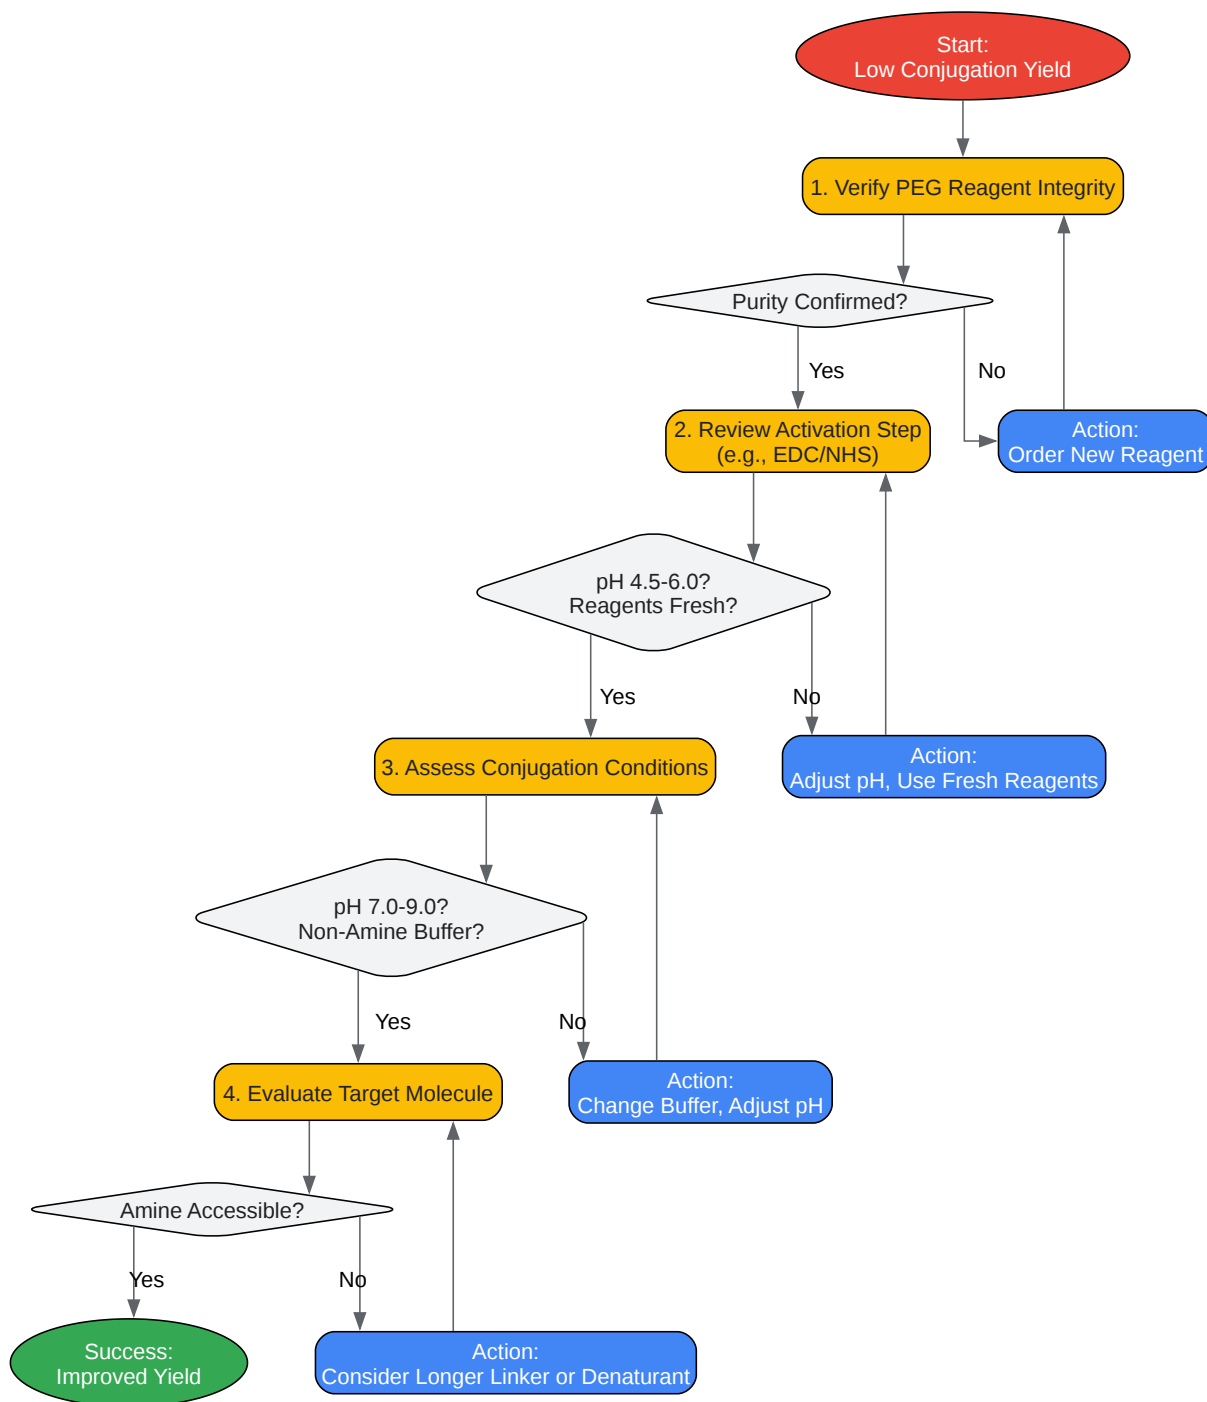 Start:
Low Conjugation Yield
1. Verify PEG Reagent Integrity
Purity Confirmed?
Yes
No
2. Review Activation Step
(e.g., EDC/NHS)
Action:
Order New Reagent
pH 4.5-6.0?
Reagents Fresh?
Yes
No
3. Assess Conjugation Conditions
Action:
Adjust pH, Use Fresh Reagents
pH 7.0-9.0?
Non-Amine Buffer?
Yes
No
4. Evaluate Target Molecule
Action:
Change Buffer, Adjust pH
Amine Accessible?
Yes
No
Success:
Improved Yield
Action:
Consider Longer Linker or Denaturant